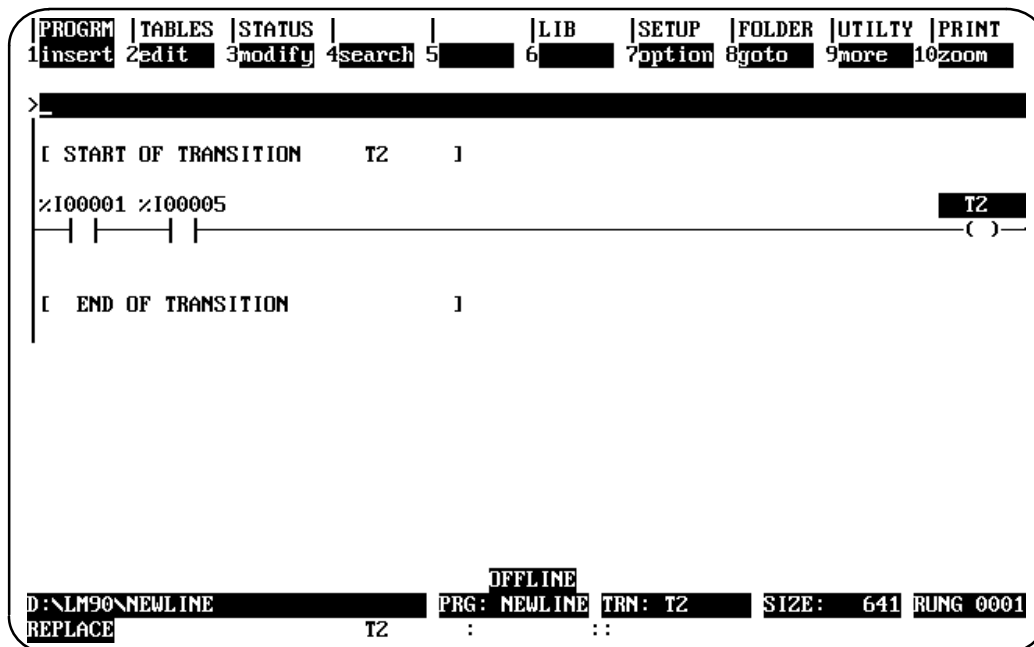 |PROGRM |TABLES |STATUS | | |LIB |SETUP |FOLDER |UTILTY |PRINT
1insert 2edit 3modify 4search 5 6 7option 8goto 9more 10zoom
>_
[ START OF TRANSITION T2 ]
%I00001 %I00005 T2
( )
[ END OF TRANSITION ]
OFFLINE
D:\LM90\NEWLINE PRG: NEWLINE TRN: T2 SIZE: 641 RUNG 0001
REPLACE T2 : ::